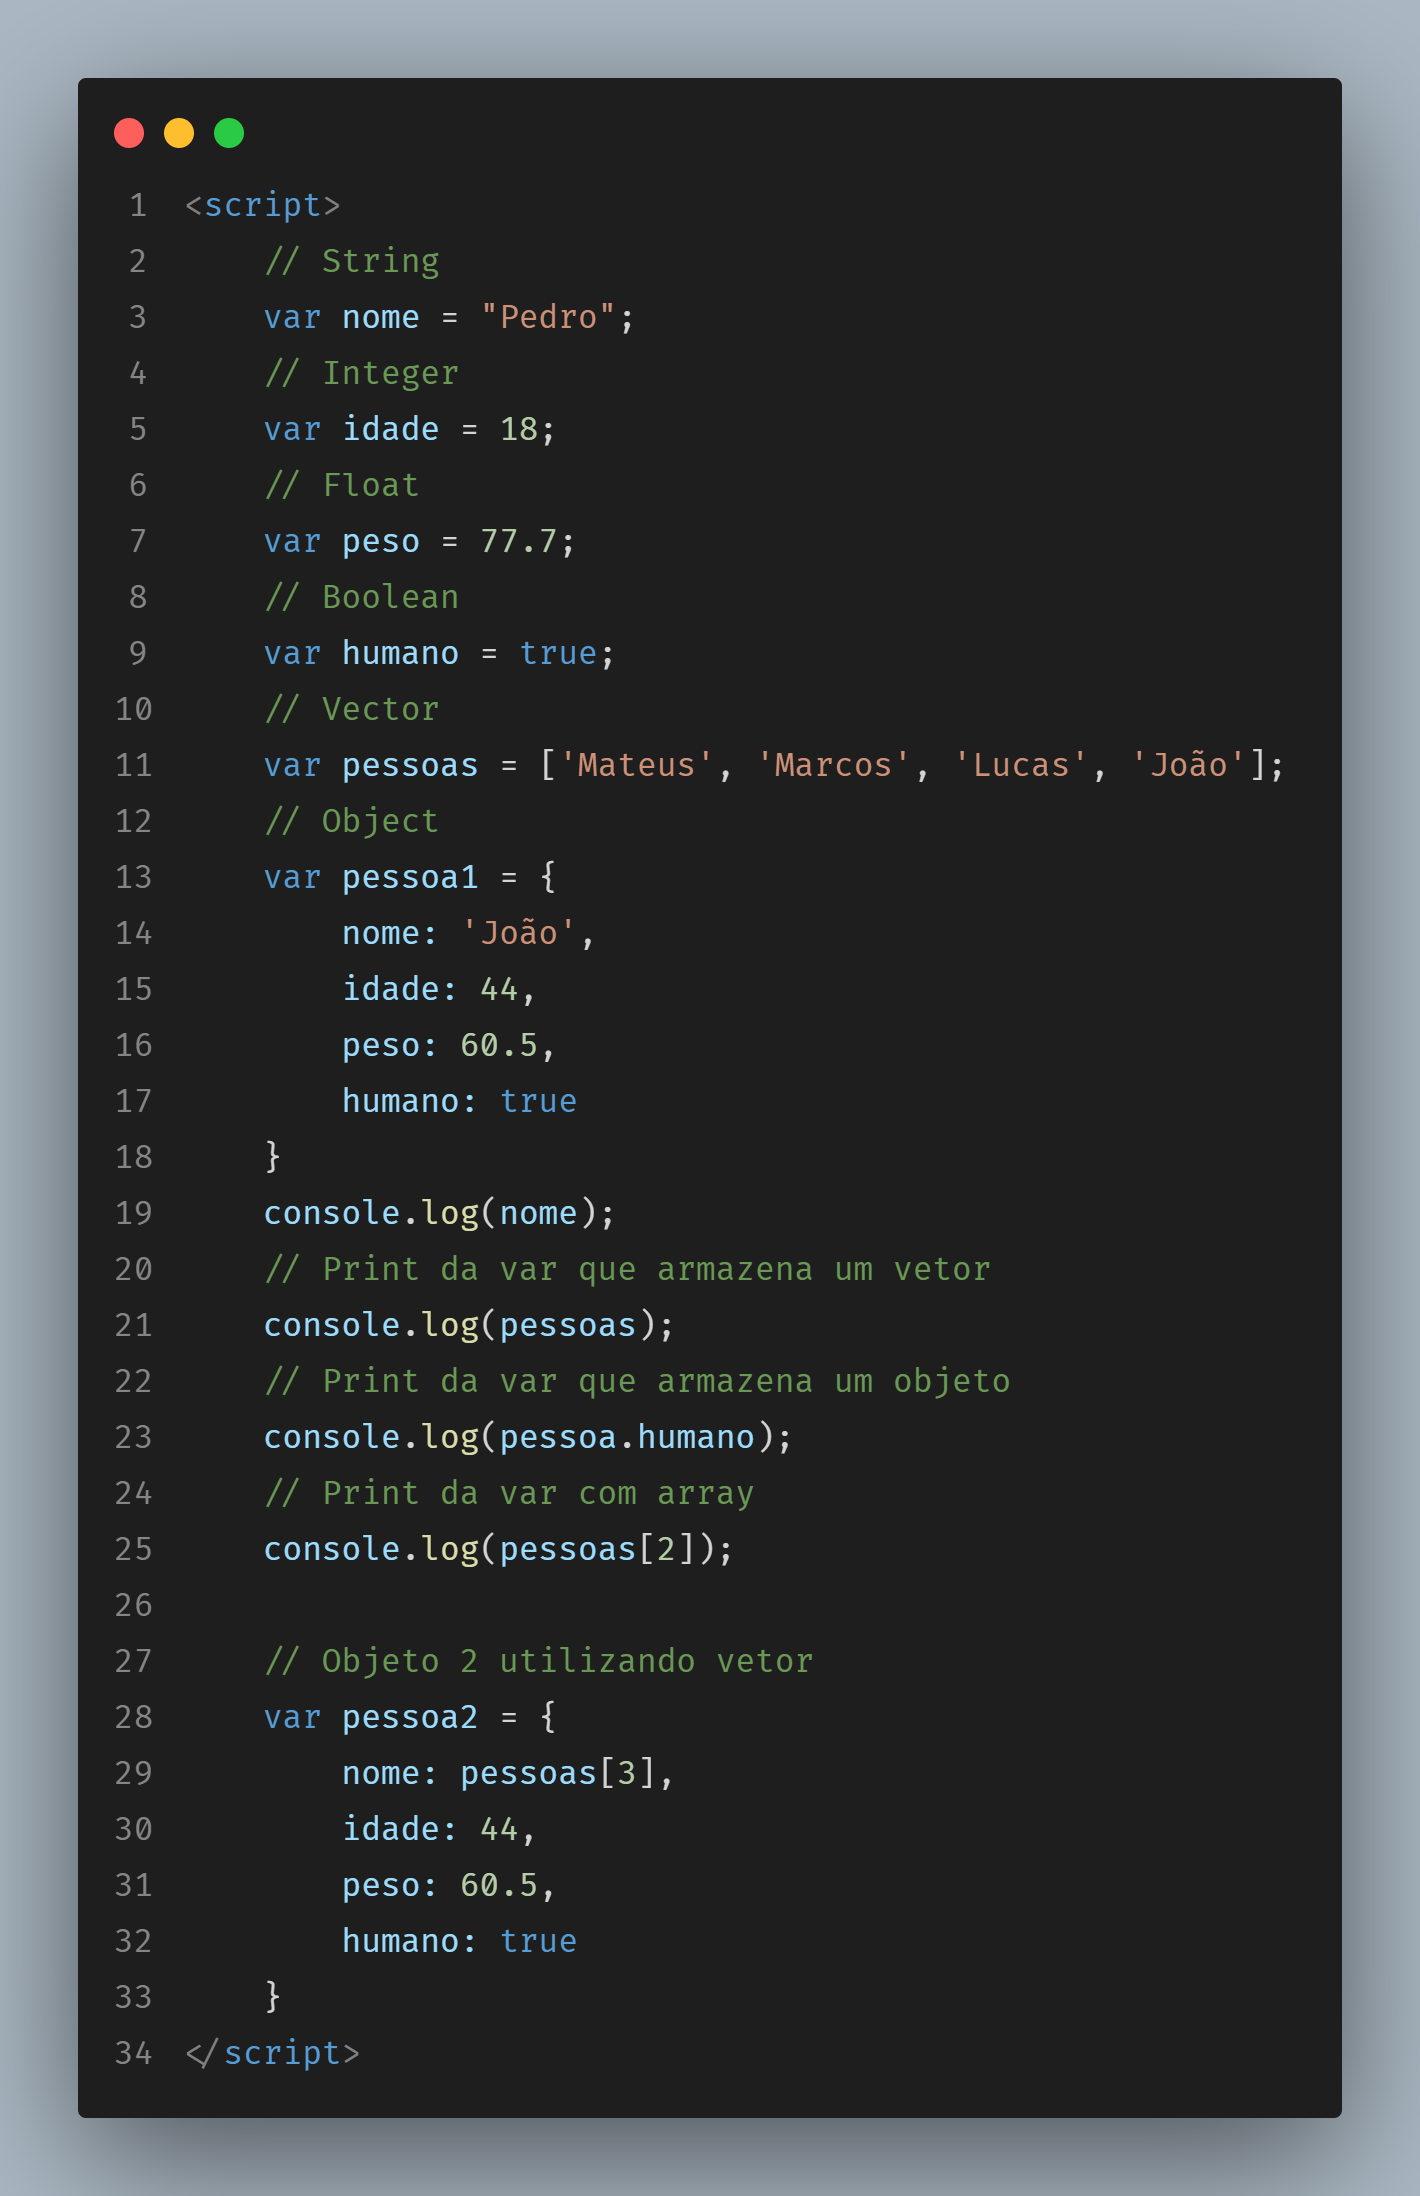 1 <script>
2     // String
3     var nome = "Pedro";
4     // Integer
5     var idade = 18;
6     // Float
7     var peso = 77.7;
8     // Boolean
9     var humano = true;
10     // Vector
11     var pessoas = ['Mateus', 'Marcos', 'Lucas', 'João'];
12     // Object
13     var pessoa1 = {
14         nome: 'João',
15         idade: 44,
16         peso: 60.5,
17         humano: true
18     }
19     console.log(nome);
20     // Print da var que armazena um vetor
21     console.log(pessoas);
22     // Print da var que armazena um objeto
23     console.log(pessoa.humano);
24     // Print da var com array
25     console.log(pessoas[2]);
26
27     // Objeto 2 utilizando vetor
28     var pessoa2 = {
29         nome: pessoas[3],
30         idade: 44,
31         peso: 60.5,
32         humano: true
33     }
34 </script>